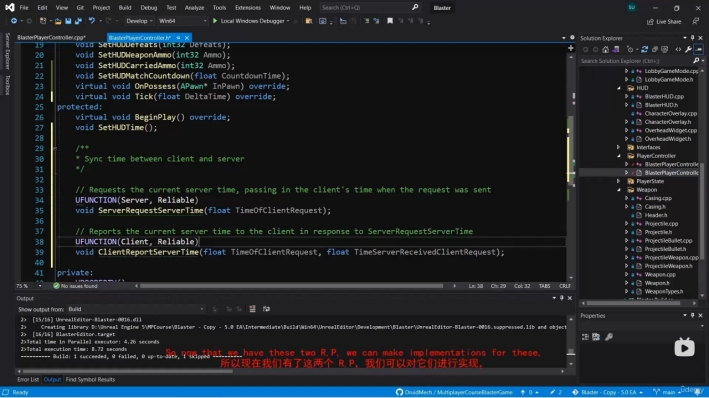 File Edit View Git Project Build Debug Test Analyze Tools Extensions Window Help Search (Ctrl+Q) Blaster
Develop Win64 Local Windows Debugger Live Share
BlasterPlayerController.cpp* BlasterPlayerController.h*
Server Explorer
Toolbox
19 void SetHUDDefeats(int32 Defeats);
20 void SetHUDWeaponAmmo(int32 Ammo);
21 void SetHUDCarriedAmmo(int32 Ammo);
22 void SetHUDMatchCountdown(float CountdownTime);
23 virtual void OnPossess(APawn* InPawn) override;
24 virtual void Tick(float DeltaTime) override;
25 protected:
26 virtual void BeginPlay() override;
27 void SetHUDTime();
28
29 /**
30 * Sync time between client and server
31 */
32
33 // Requests the current server time, passing in the client's time when the request was sent
34 UFUNCTION(Server, Reliable)
35 void ServerRequestServerTime(float TimeOfClientRequest);
36
37 // Reports the current server time to the client in response to ServerRequestServerTime
38 UFUNCTION(Client, Reliable)
39 void ClientReportServerTime(float TimeOfClientRequest, float TimeServerReceivedClientRequest);
40
41 private:
75 % No issues found Ln: 38 Ch: 29 Col: 32 TABS CRLF
Output
Show output from: Build
2> [15/16] UnrealEditor-Blaster-0016.dll
2> Creating library D:\Unreal Engine 5\MPCourse\Blaster - Copy - 5.0 EA\Intermediate\Build\Win64\UnrealEditor\Development\Blaster\UnrealEditor-Blaster-0016.suppressed.lib and object
2> [16/16] BlasterEditor.target
2>Total time in Parallel executor: 4.26 seconds
2>Total execution time: 8.72 seconds
========== Build: 1 succeeded, 0 failed, 0 up-to-date, 1 skipped ==========
So now that we have these two R.P, we can make implementations for these,
所以现在我们有了这两个 R.P，我们可以对它们进行实现，
Error List Output Find Symbol Results
Solution Explorer
Search Solution Explorer
LobbyGameMode.cpp
LobbyGameMode.h
HUD
BlasterHUD.cpp
BlasterHUD.h
CharacterOverlay.cpp
CharacterOverlay.h
OverheadWidget.cpp
OverheadWidget.h
Interfaces
PlayerController
BlasterPlayerControlle
BlasterPlayerControlle
PlayerState
Weapon
Casing.cpp
Casing.h
Header.h
Projectile.cpp
Projectile.h
ProjectileBullet.cpp
ProjectileBullet.h
ProjectileWeapon.cpp
ProjectileWeapon.h
Weapon.cpp
Weapon.h
WeaponTypes.h
Properties
Udemy
Ready DruidMech / MultiplayerCourseBlasterGame 0 2 Blaster - Copy - 5.0 EA main